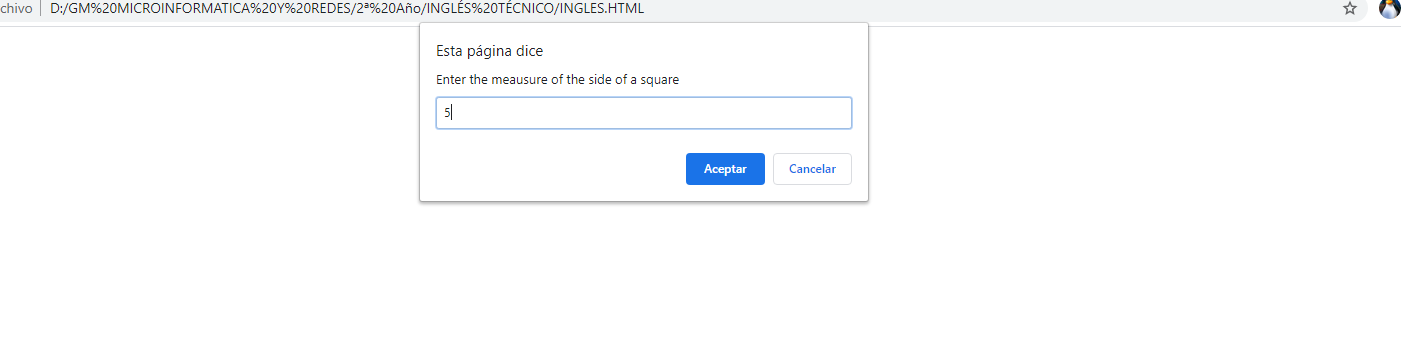 chivo D:/GM%20MICROINFORMATICA%20Y%20REDES/2ª%20Año/INGLÉS%20TÉCNICO/INGLES.HTML
Esta página dice
Enter the meausure of the side of a square
5
Aceptar Cancelar